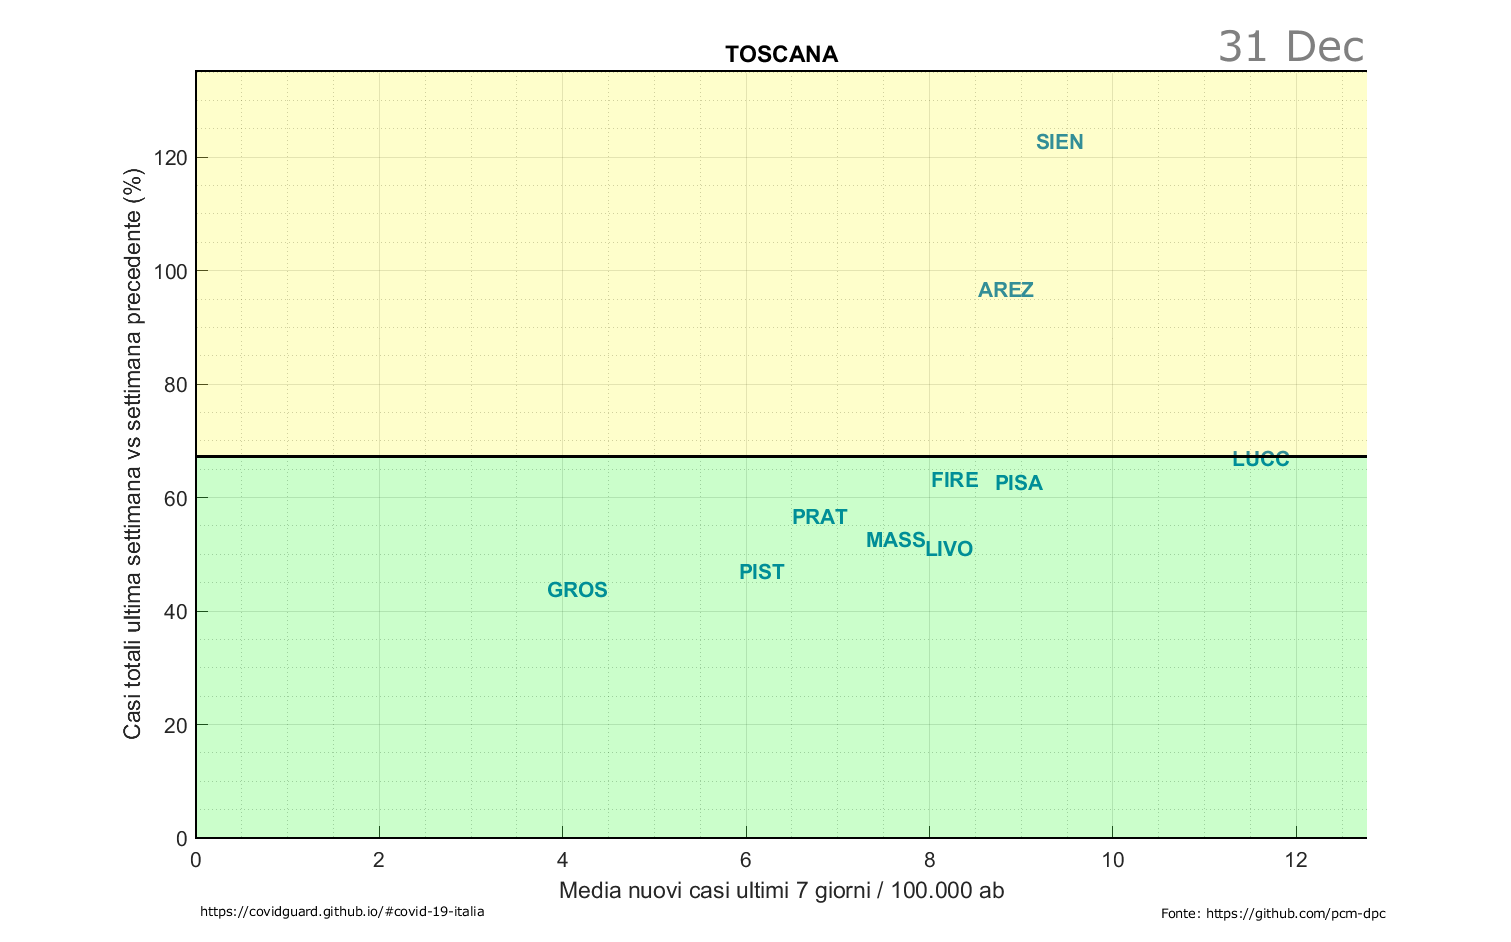 31 Dec
TOSCANA
Casi totali ultima settimana vs settimana precedente (%)
120
100
80
60
40
20
0
SIEN
AREZ
LUCC
FIRE
PISA
PRAT
MASS
LIVO
PIST
GROS
0 2 4 6 8 10 12
Media nuovi casi ultimi 7 giorni / 100.000 ab
https://covidguard.github.io/#covid-19-italia
Fonte: https://github.com/pcm-dpc